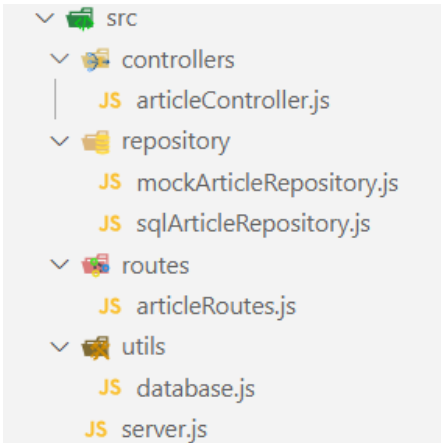 src
controllers
JS articleController.js
repository
JS mockArticleRepository.js
JS sqlArticleRepository.js
routes
JS articleRoutes.js
utils
JS database.js
JS server.js